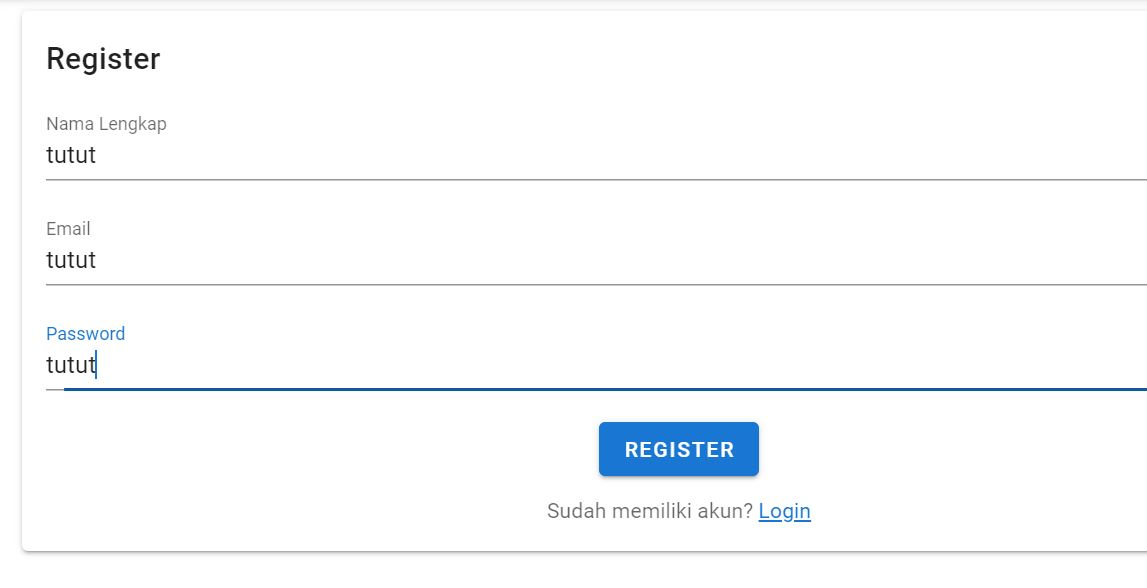 Register
Nama Lengkap
tutut
Email
tutut
Password
tutut
REGISTER
Sudah memiliki akun? Login